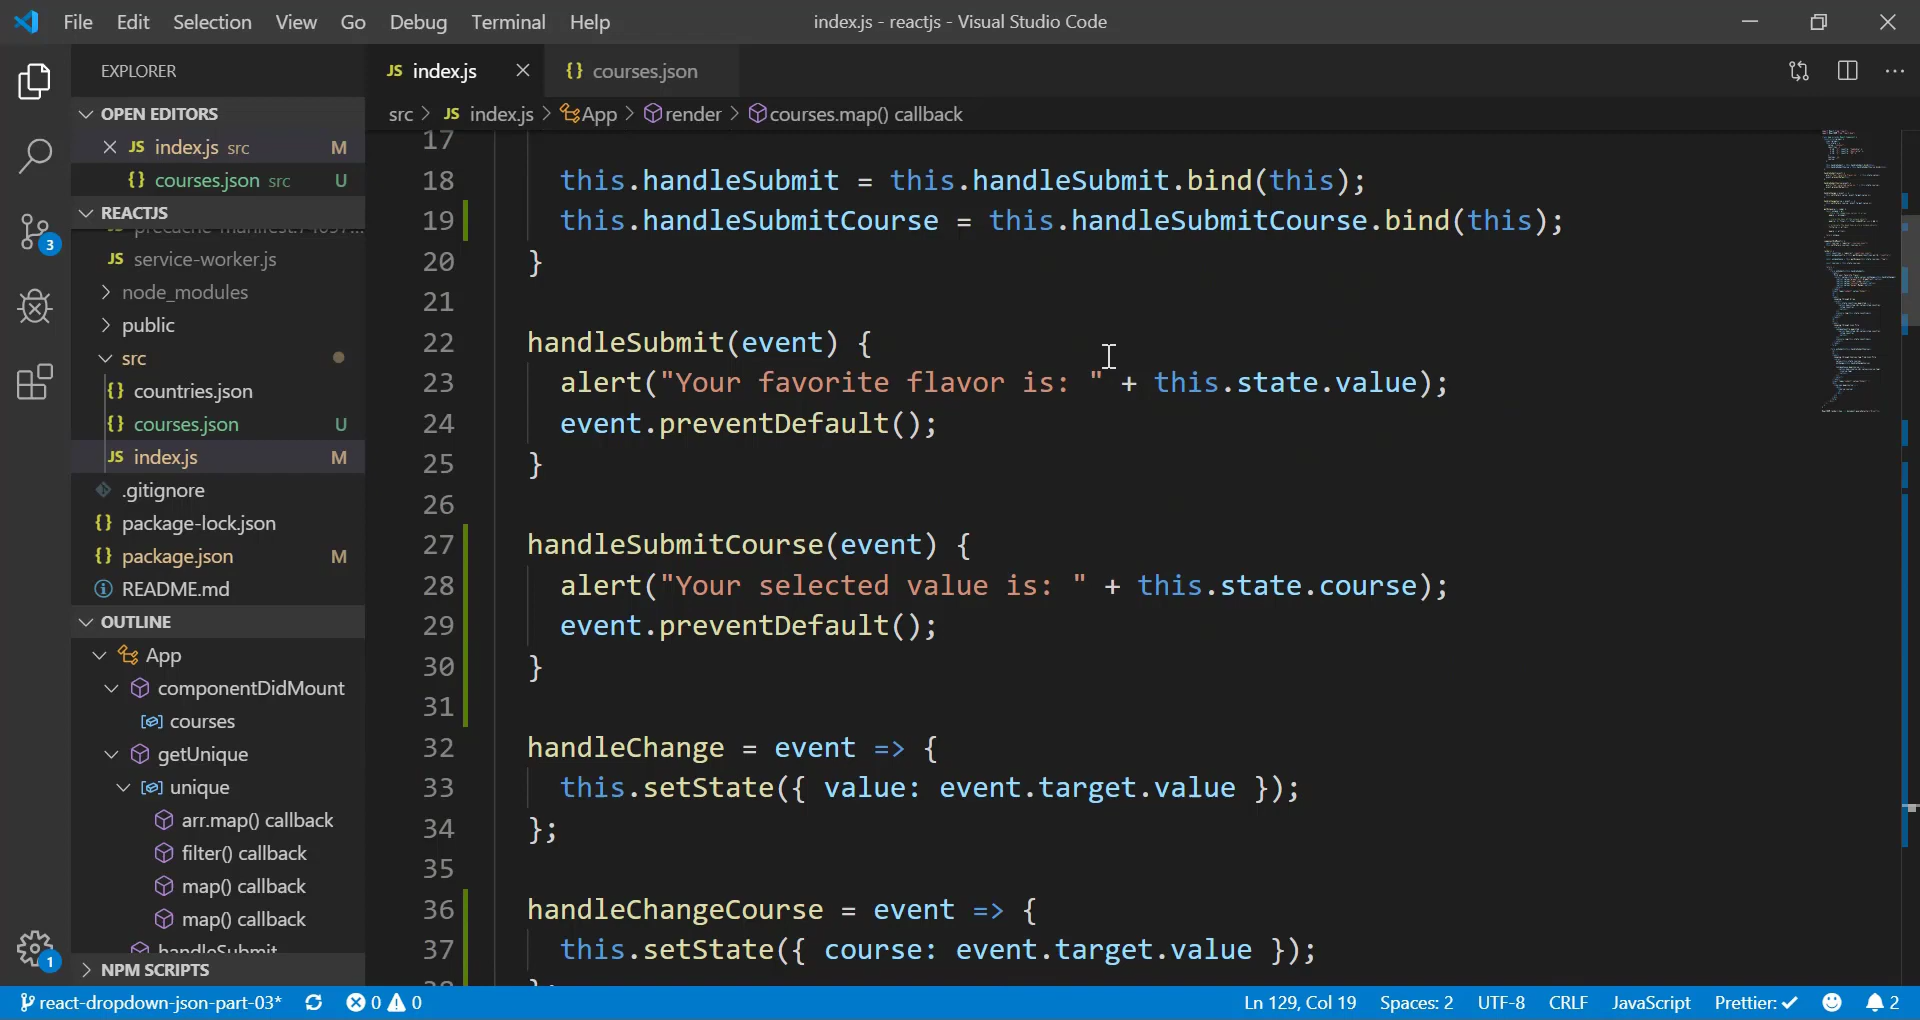 File Edit Selection View Go Debug Terminal Help
index.js - reactjs - Visual Studio Code
EXPLORER
OPEN EDITORS
JS index.js src M
{} courses.json src U
REACTJS
JS service-worker.js
node_modules
public
src
{} countries.json
{} courses.json U
JS index.js M
.gitignore
{} package-lock.json
{} package.json M
README.md
OUTLINE
App
componentDidMount
courses
getUnique
unique
arr.map() callback
filter() callback
map() callback
map() callback
handleSubmit
NPM SCRIPTS
3
1
JS index.js
{} courses.json
src > JS index.js > App > render > courses.map() callback
17
18 this.handleSubmit = this.handleSubmit.bind(this);
19 this.handleSubmitCourse = this.handleSubmitCourse.bind(this);
20 }
21
22 handleSubmit(event) {
23 alert("Your favorite flavor is: " + this.state.value);
24 event.preventDefault();
25 }
26
27 handleSubmitCourse(event) {
28 alert("Your selected value is: " + this.state.course);
29 event.preventDefault();
30 }
31
32 handleChange = event => {
33 this.setState({ value: event.target.value });
34 };
35
36 handleChangeCourse = event => {
37 this.setState({ course: event.target.value });
react-dropdown-json-part-03* 0 0 Ln 129, Col 19 Spaces: 2 UTF-8 CRLF JavaScript Prettier: ✓ 2